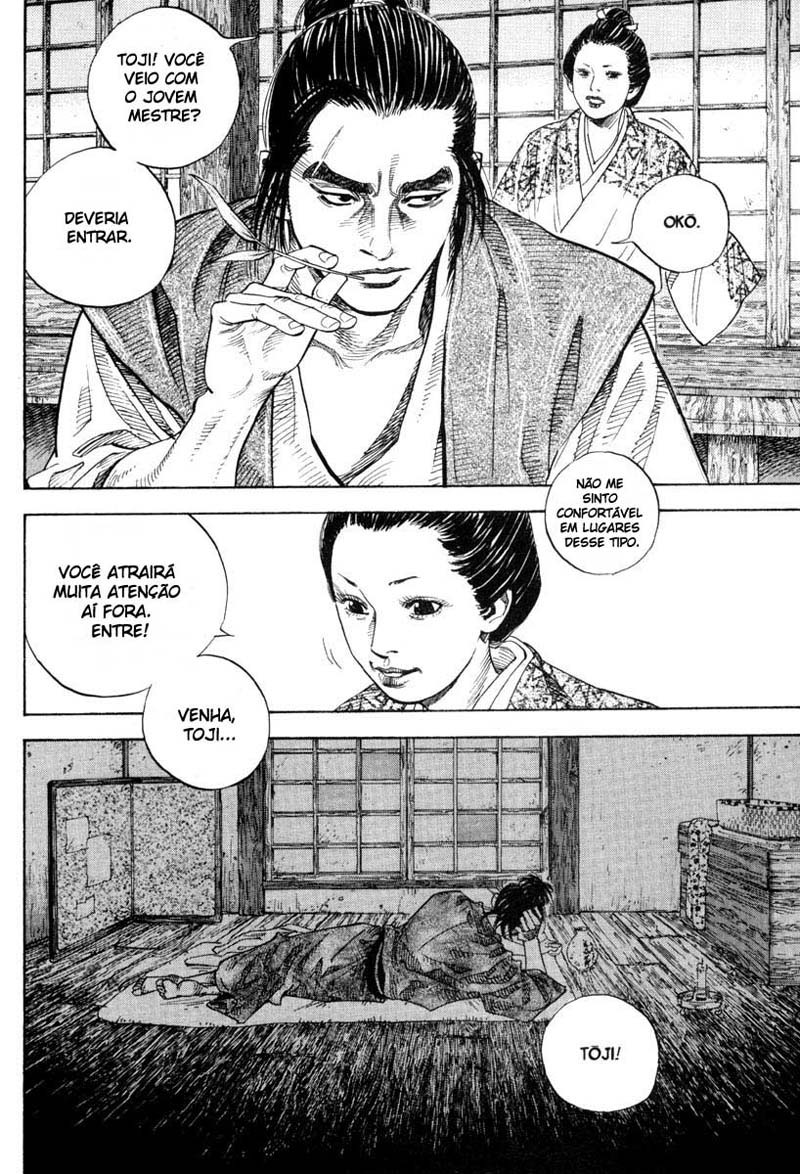 TOJI! VOCÊ
VEIO COM
O JOVEM
MESTRE?
DEVERIA
ENTRAR.
OKŌ.
NÃO ME
SINTO
CONFORTÁVEL
EM LUGARES
DESSE TIPO.
VOCÊ ATRAIRÁ
MUITA ATENÇÃO
AÍ FORA.
ENTRE!
VENHA,
TOJI...
TŌJI!